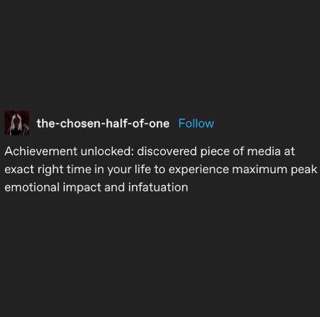 the-chosen-half-of-one Follow
Achievement unlocked: discovered piece of media at
exact right time in your life to experience maximum peak
emotional impact and infatuation